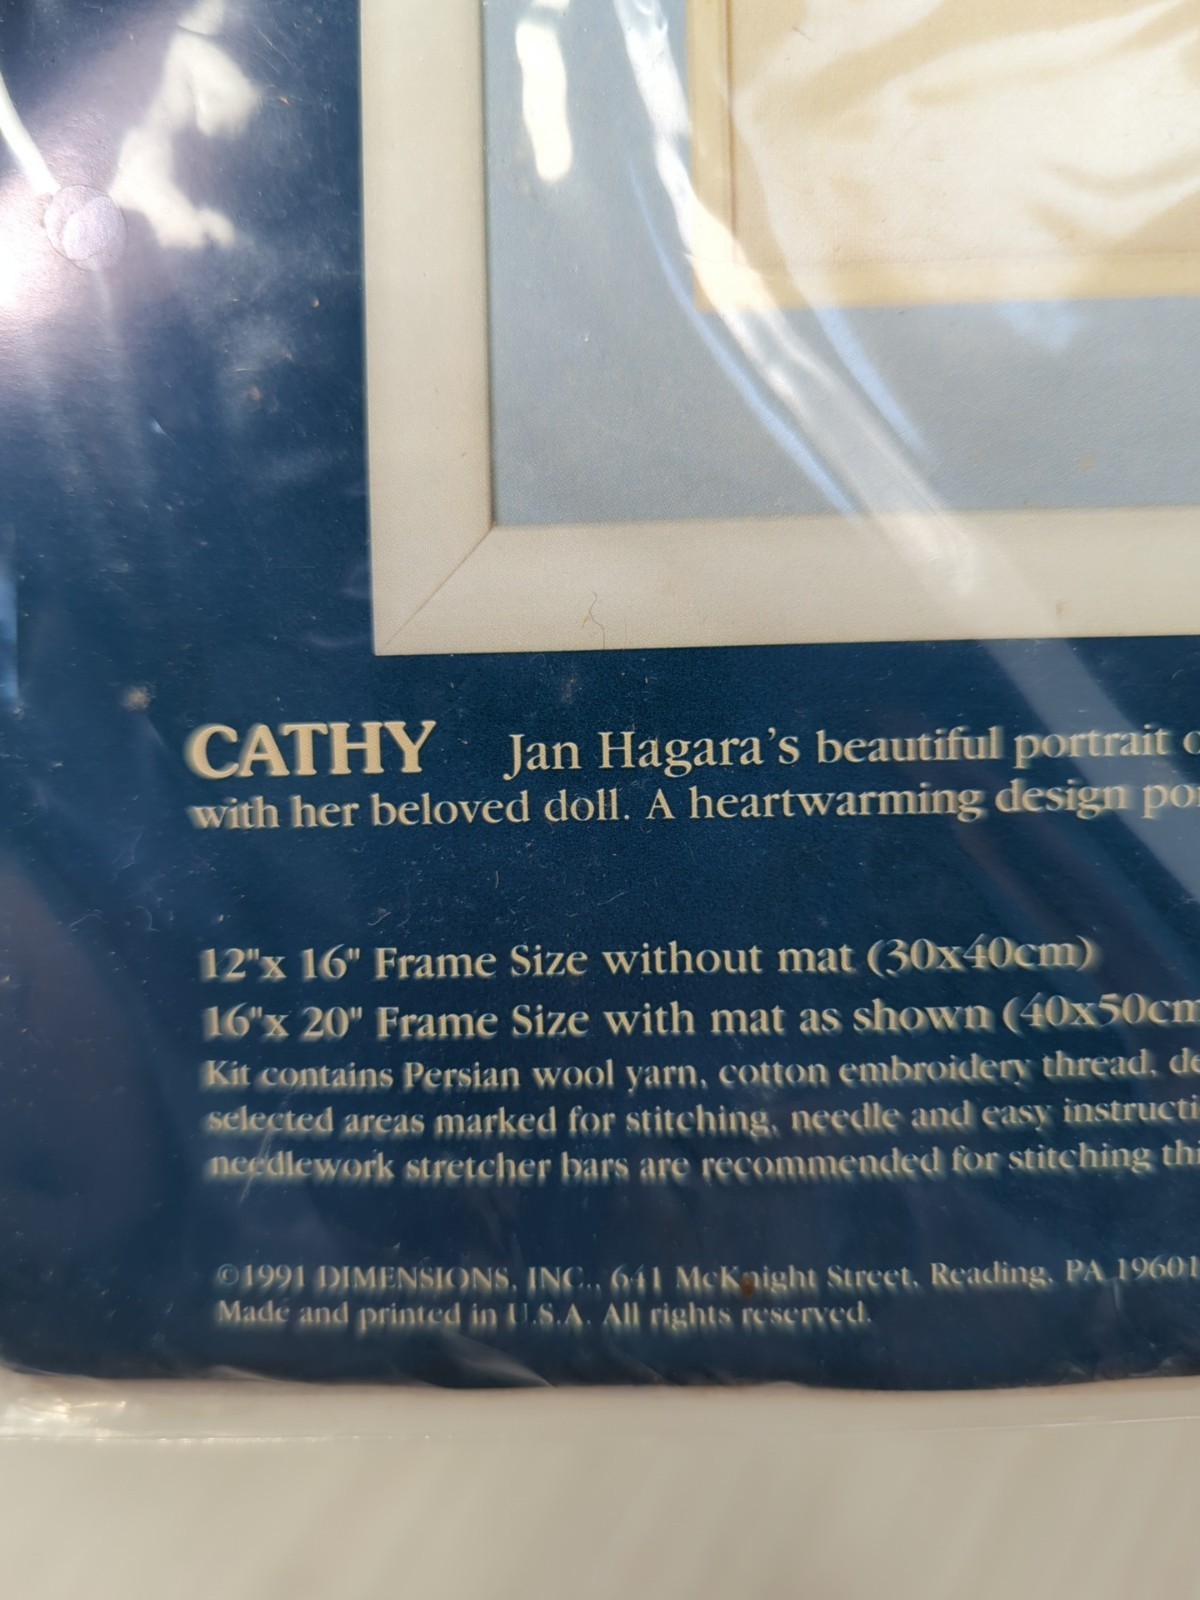 CATHY Jan Hagara's beautiful portrait
with her beloved doll. A heartwarming design
12"x 16" Frame Size without mat (30x40cm)
16"x 20" Frame Size with mat as shown (40x50cm
Kit contains Persian wool yarn, cotton embroidery thread,
selected areas marked for stitching, needle and easy
needlework stretcher bars are recommended for stitching
©1991 DIMENSIONS, INC., 641 McKnight Street, Reading, PA 19601
Made and printed in U.S.A. All rights reserved.